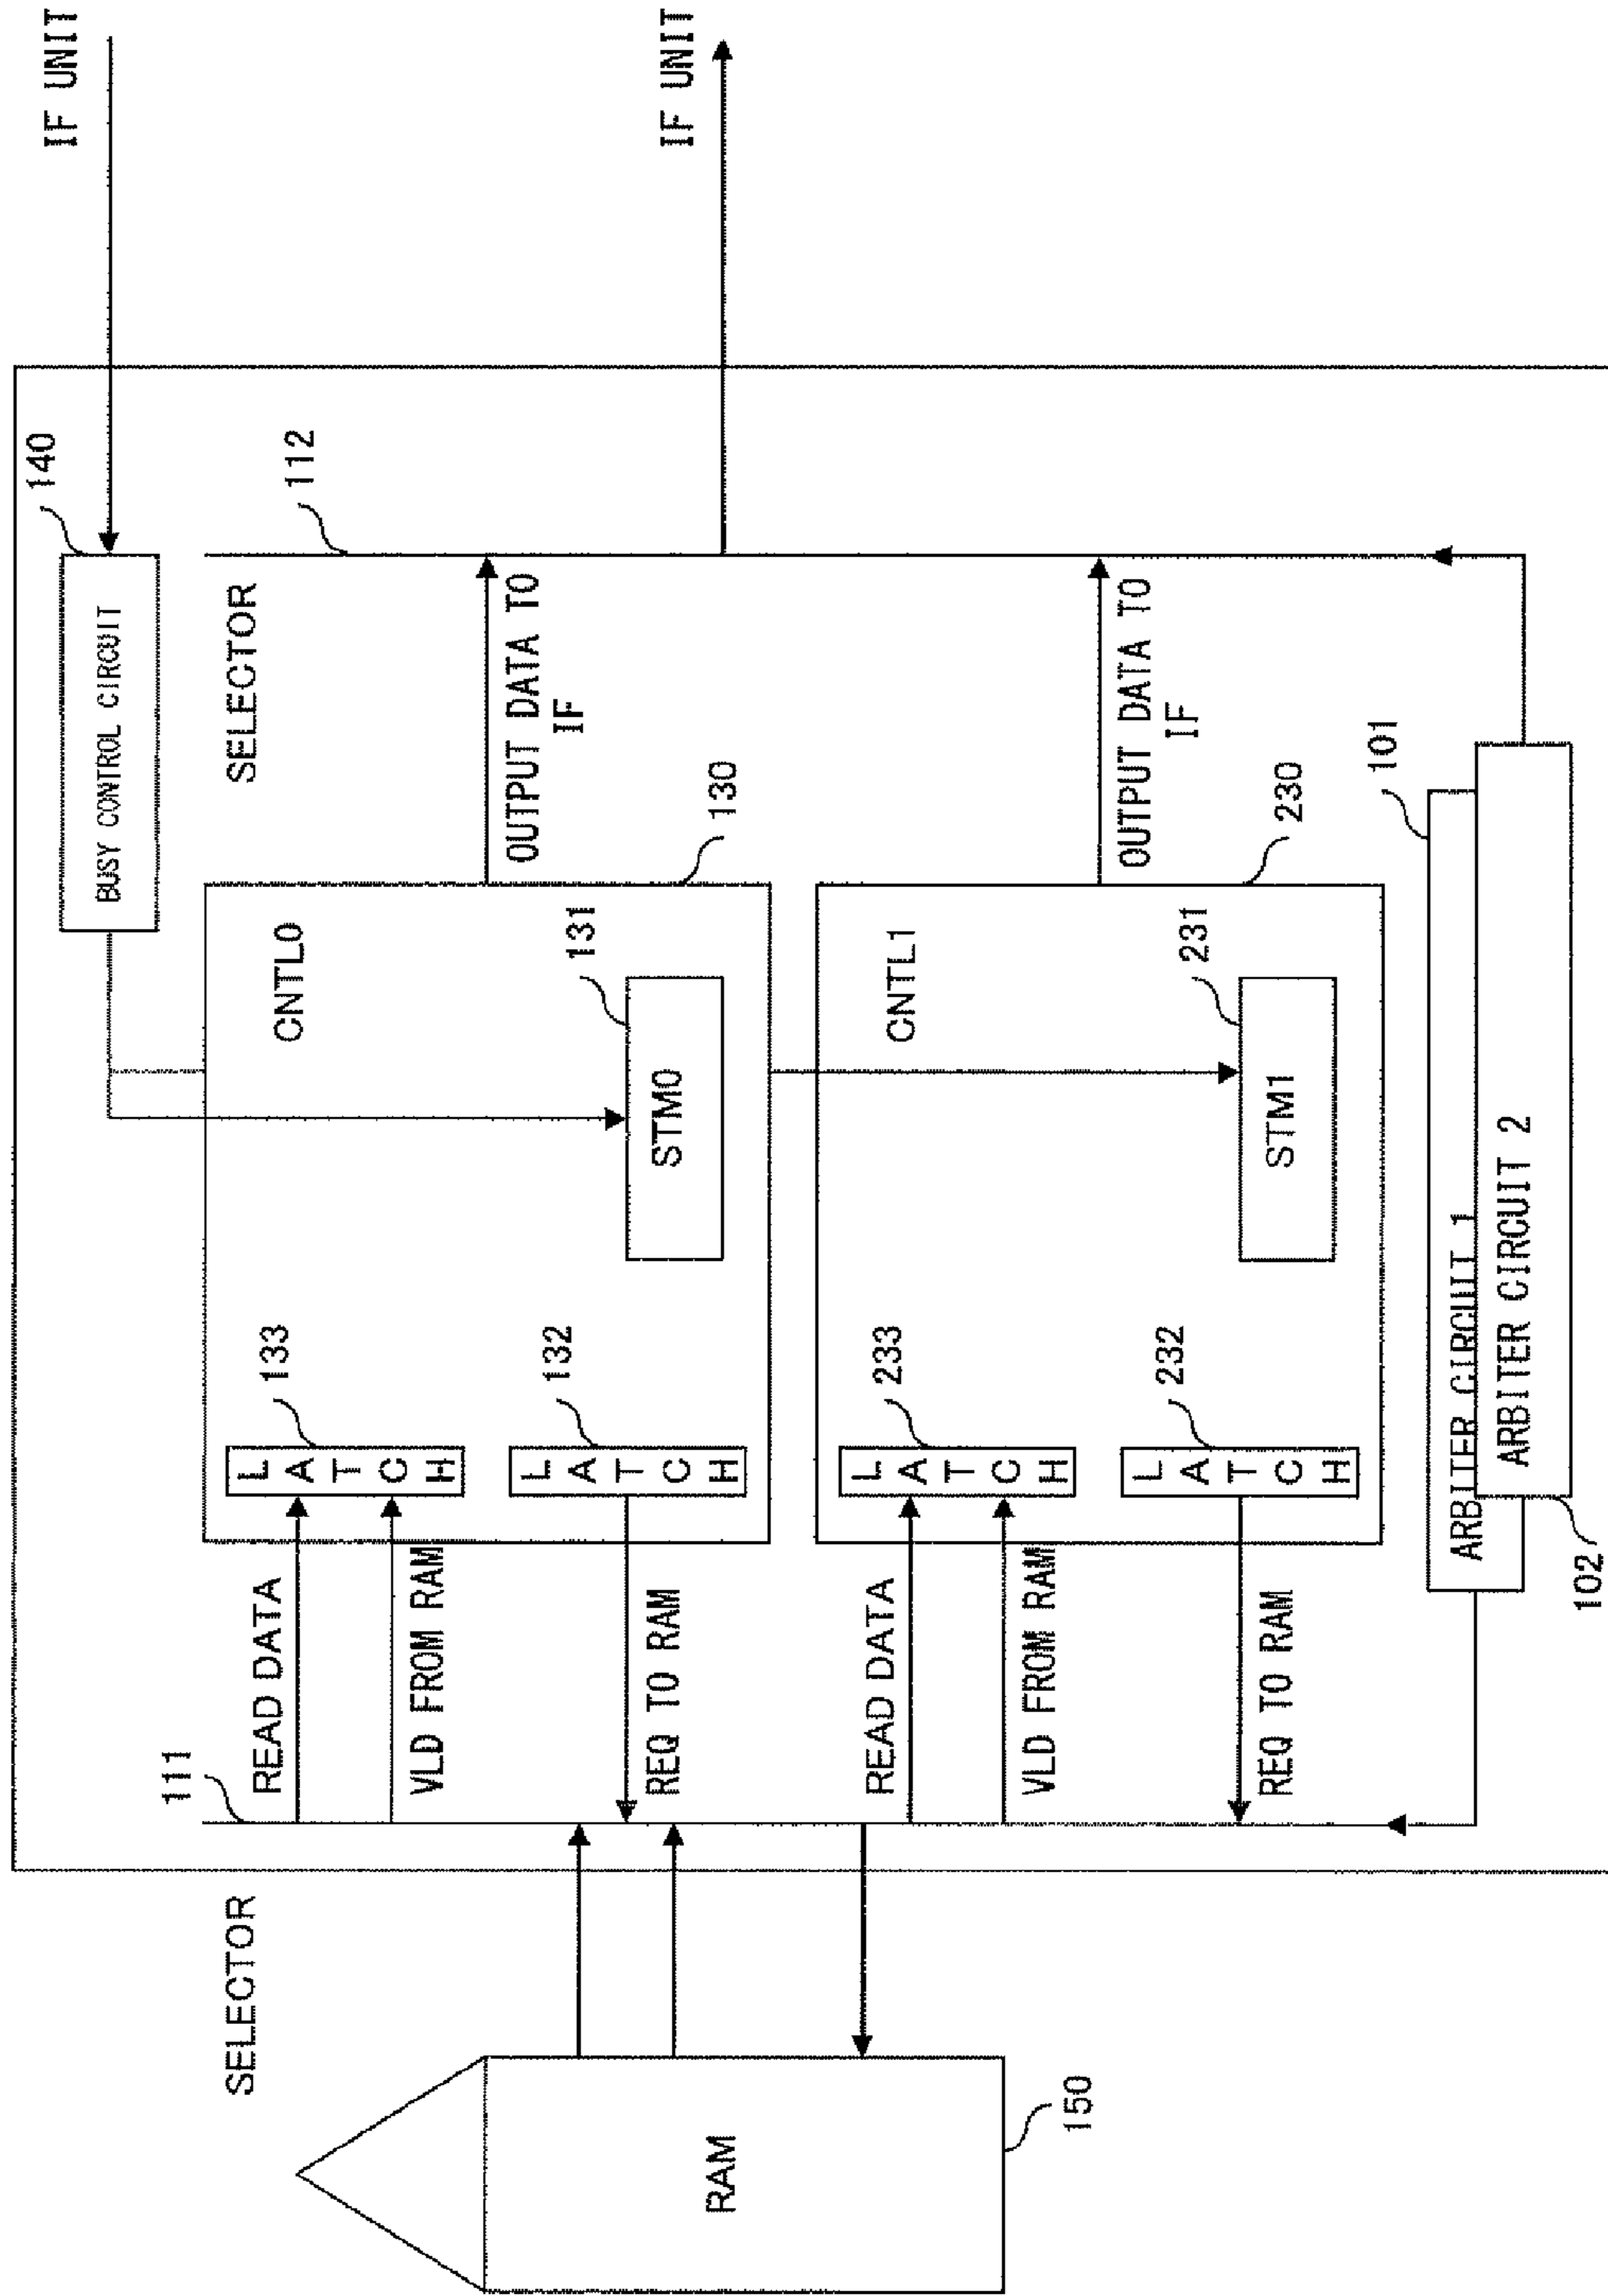 IF UNIT
IF UNIT
140
BUSY CONTROL CIRCUIT
112
SELECTOR
OUTPUT DATA TO
IF
OUTPUT DATA TO
IF
130
230
101
CNTL0
131
STM0
CNTL1
231
STM1
ARBITER CIRCUIT 1
ARBITER CIRCUIT 2
102
133
LATCH
132
LATCH
233
LATCH
232
LATCH
111
READ DATA
VLD FROM RAM
REQ TO RAM
READ DATA
VLD FROM RAM
REQ TO RAM
SELECTOR
RAM
150